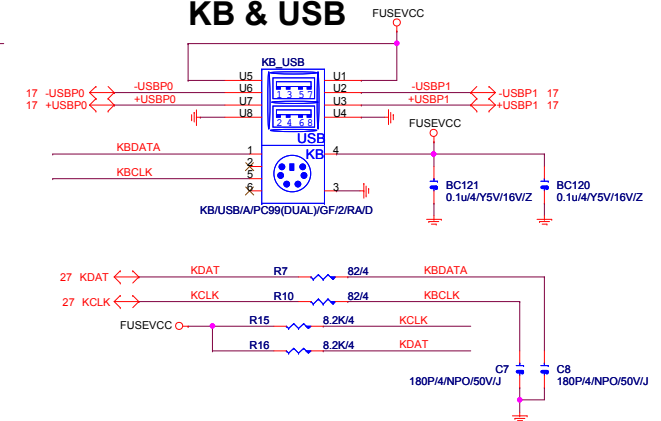 KB & USB
FUSEVCC
KB_USB
U5 U1
17 -USBP0 -USBP0 U6 U2 -USBP1 -USBP1 17
17 +USBP0 +USBP0 U7 U3 +USBP1 +USBP1 17
U8 U4
1 3 5 7
2 4 6 8
USB
FUSEVCC
KBDATA 1 KB 4
2
KBCLK 5
6 3
BC121
0.1u/4/Y5V/16V/Z
BC120
0.1u/4/Y5V/16V/Z
KB/USB/A/PC99(DUAL)/GF/2/RA/D
27 KDAT KDAT R7 82/4 KBDATA
27 KCLK KCLK R10 82/4 KBCLK
FUSEVCC R15 8.2K/4 KCLK
R16 8.2K/4 KDAT
C7
180P/4/NPO/50V/J
C8
180P/4/NPO/50V/J